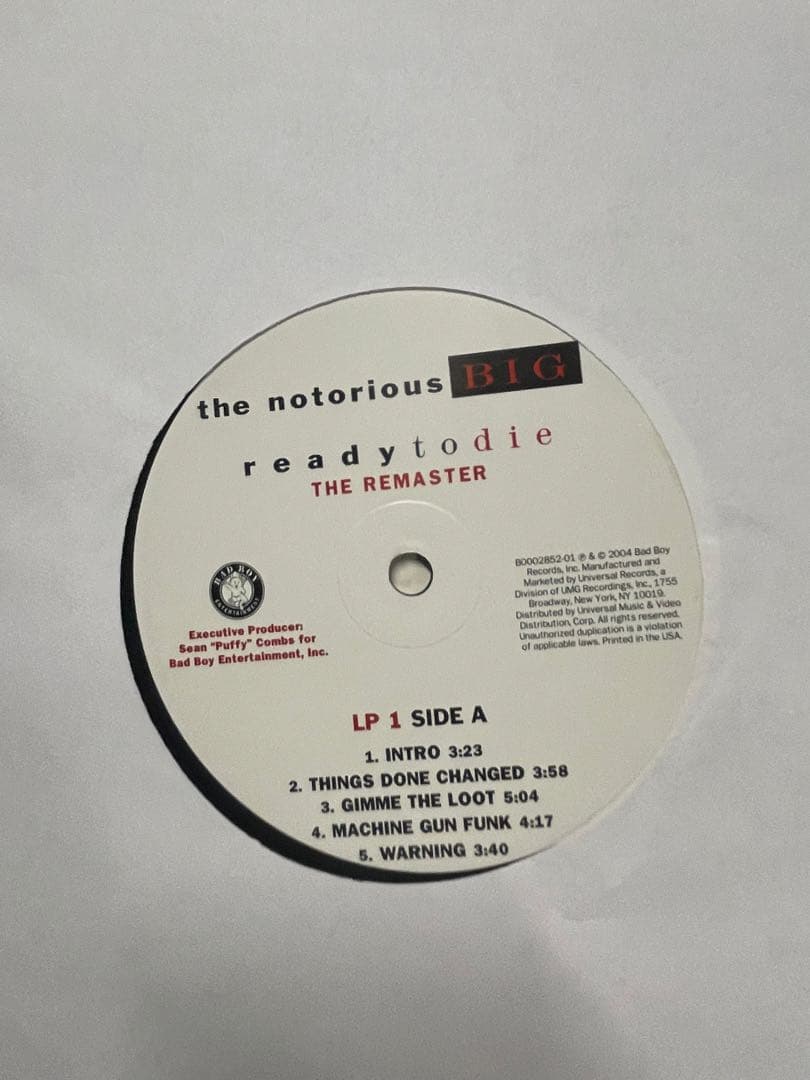 the notorious BIG
readytodie
THE REMASTER
BAD BOY
ENTERTAINMENT
Executive Producer:
Sean "Puffy" Combs for
Bad Boy Entertainment, Inc.
B0002852-01 ℗ & © 2004 Bad Boy
Records, Inc. Manufactured and
Marketed by Universal Records, a
Division of UMG Recordings, Inc., 1755
Broadway, New York, NY 10019.
Distributed by Universal Music & Video
Distribution, Corp. All rights reserved.
Unauthorized duplication is a violation
of applicable laws. Printed in the USA.
LP 1 SIDE A
1. INTRO 3:23
2. THINGS DONE CHANGED 3:58
3. GIMME THE LOOT 5:04
4. MACHINE GUN FUNK 4:17
5. WARNING 3:40